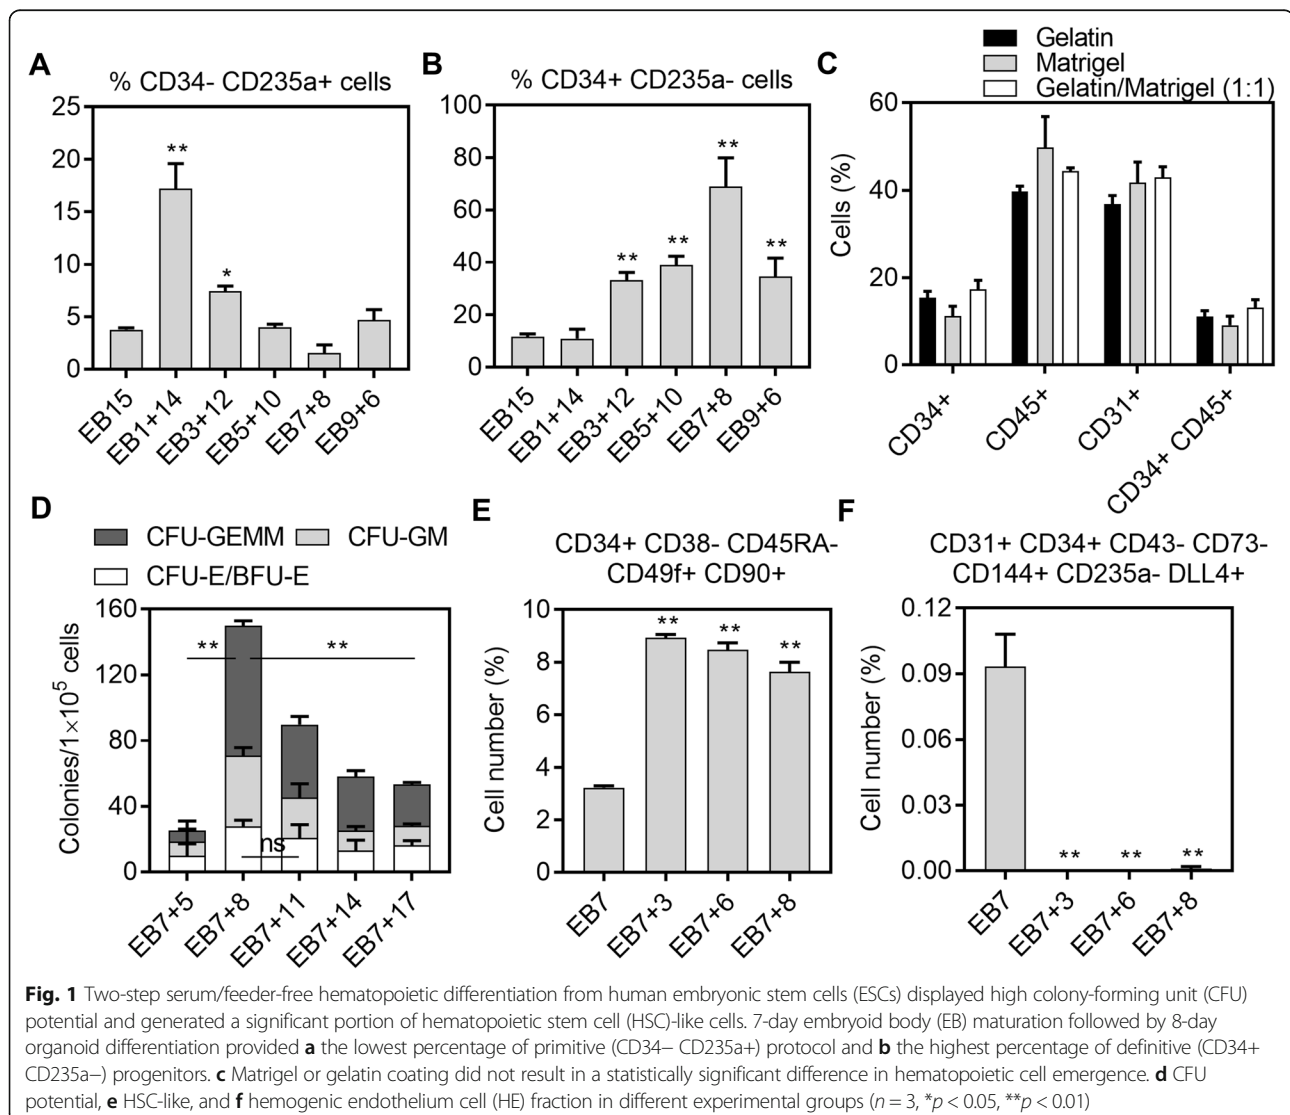 A
% CD34- CD235a+ cells
25
20
15
10
5
0
**
*
EB15
EB1+14
EB3+12
EB5+10
EB7+8
EB9+6
B
% CD34+ CD235a- cells
100
80
60
40
20
0
**
**
**
**
EB15
EB1+14
EB3+12
EB5+10
EB7+8
EB9+6
C
Gelatin
Matrigel
Gelatin/Matrigel (1:1)
Cells (%)
60
40
20
0
CD34+
CD45+
CD31+
CD34+ CD45+
D
CFU-GEMM
CFU-GM
CFU-E/BFU-E
Colonies/1×10⁵ cells
160
120
80
40
0
**
**
ns
EB7+5
EB7+8
EB7+11
EB7+14
EB7+17
E
CD34+ CD38- CD45RA-
CD49f+ CD90+
Cell number (%)
10
8
6
4
2
0
**
**
**
EB7
EB7+3
EB7+6
EB7+8
F
CD31+ CD34+ CD43- CD73-
CD144+ CD235a- DLL4+
Cell number (%)
0.12
0.09
0.06
0.03
0.00
**
**
**
EB7
EB7+3
EB7+6
EB7+8
Fig. 1 Two-step serum/feeder-free hematopoietic differentiation from human embryonic stem cells (ESCs) displayed high colony-forming unit (CFU)
potential and generated a significant portion of hematopoietic stem cell (HSC)-like cells. 7-day embryoid body (EB) maturation followed by 8-day
organoid differentiation provided a the lowest percentage of primitive (CD34− CD235a+) protocol and b the highest percentage of definitive (CD34+
CD235a−) progenitors. c Matrigel or gelatin coating did not result in a statistically significant difference in hematopoietic cell emergence. d CFU
potential, e HSC-like, and f hemogenic endothelium cell (HE) fraction in different experimental groups (n = 3, *p < 0.05, **p < 0.01)